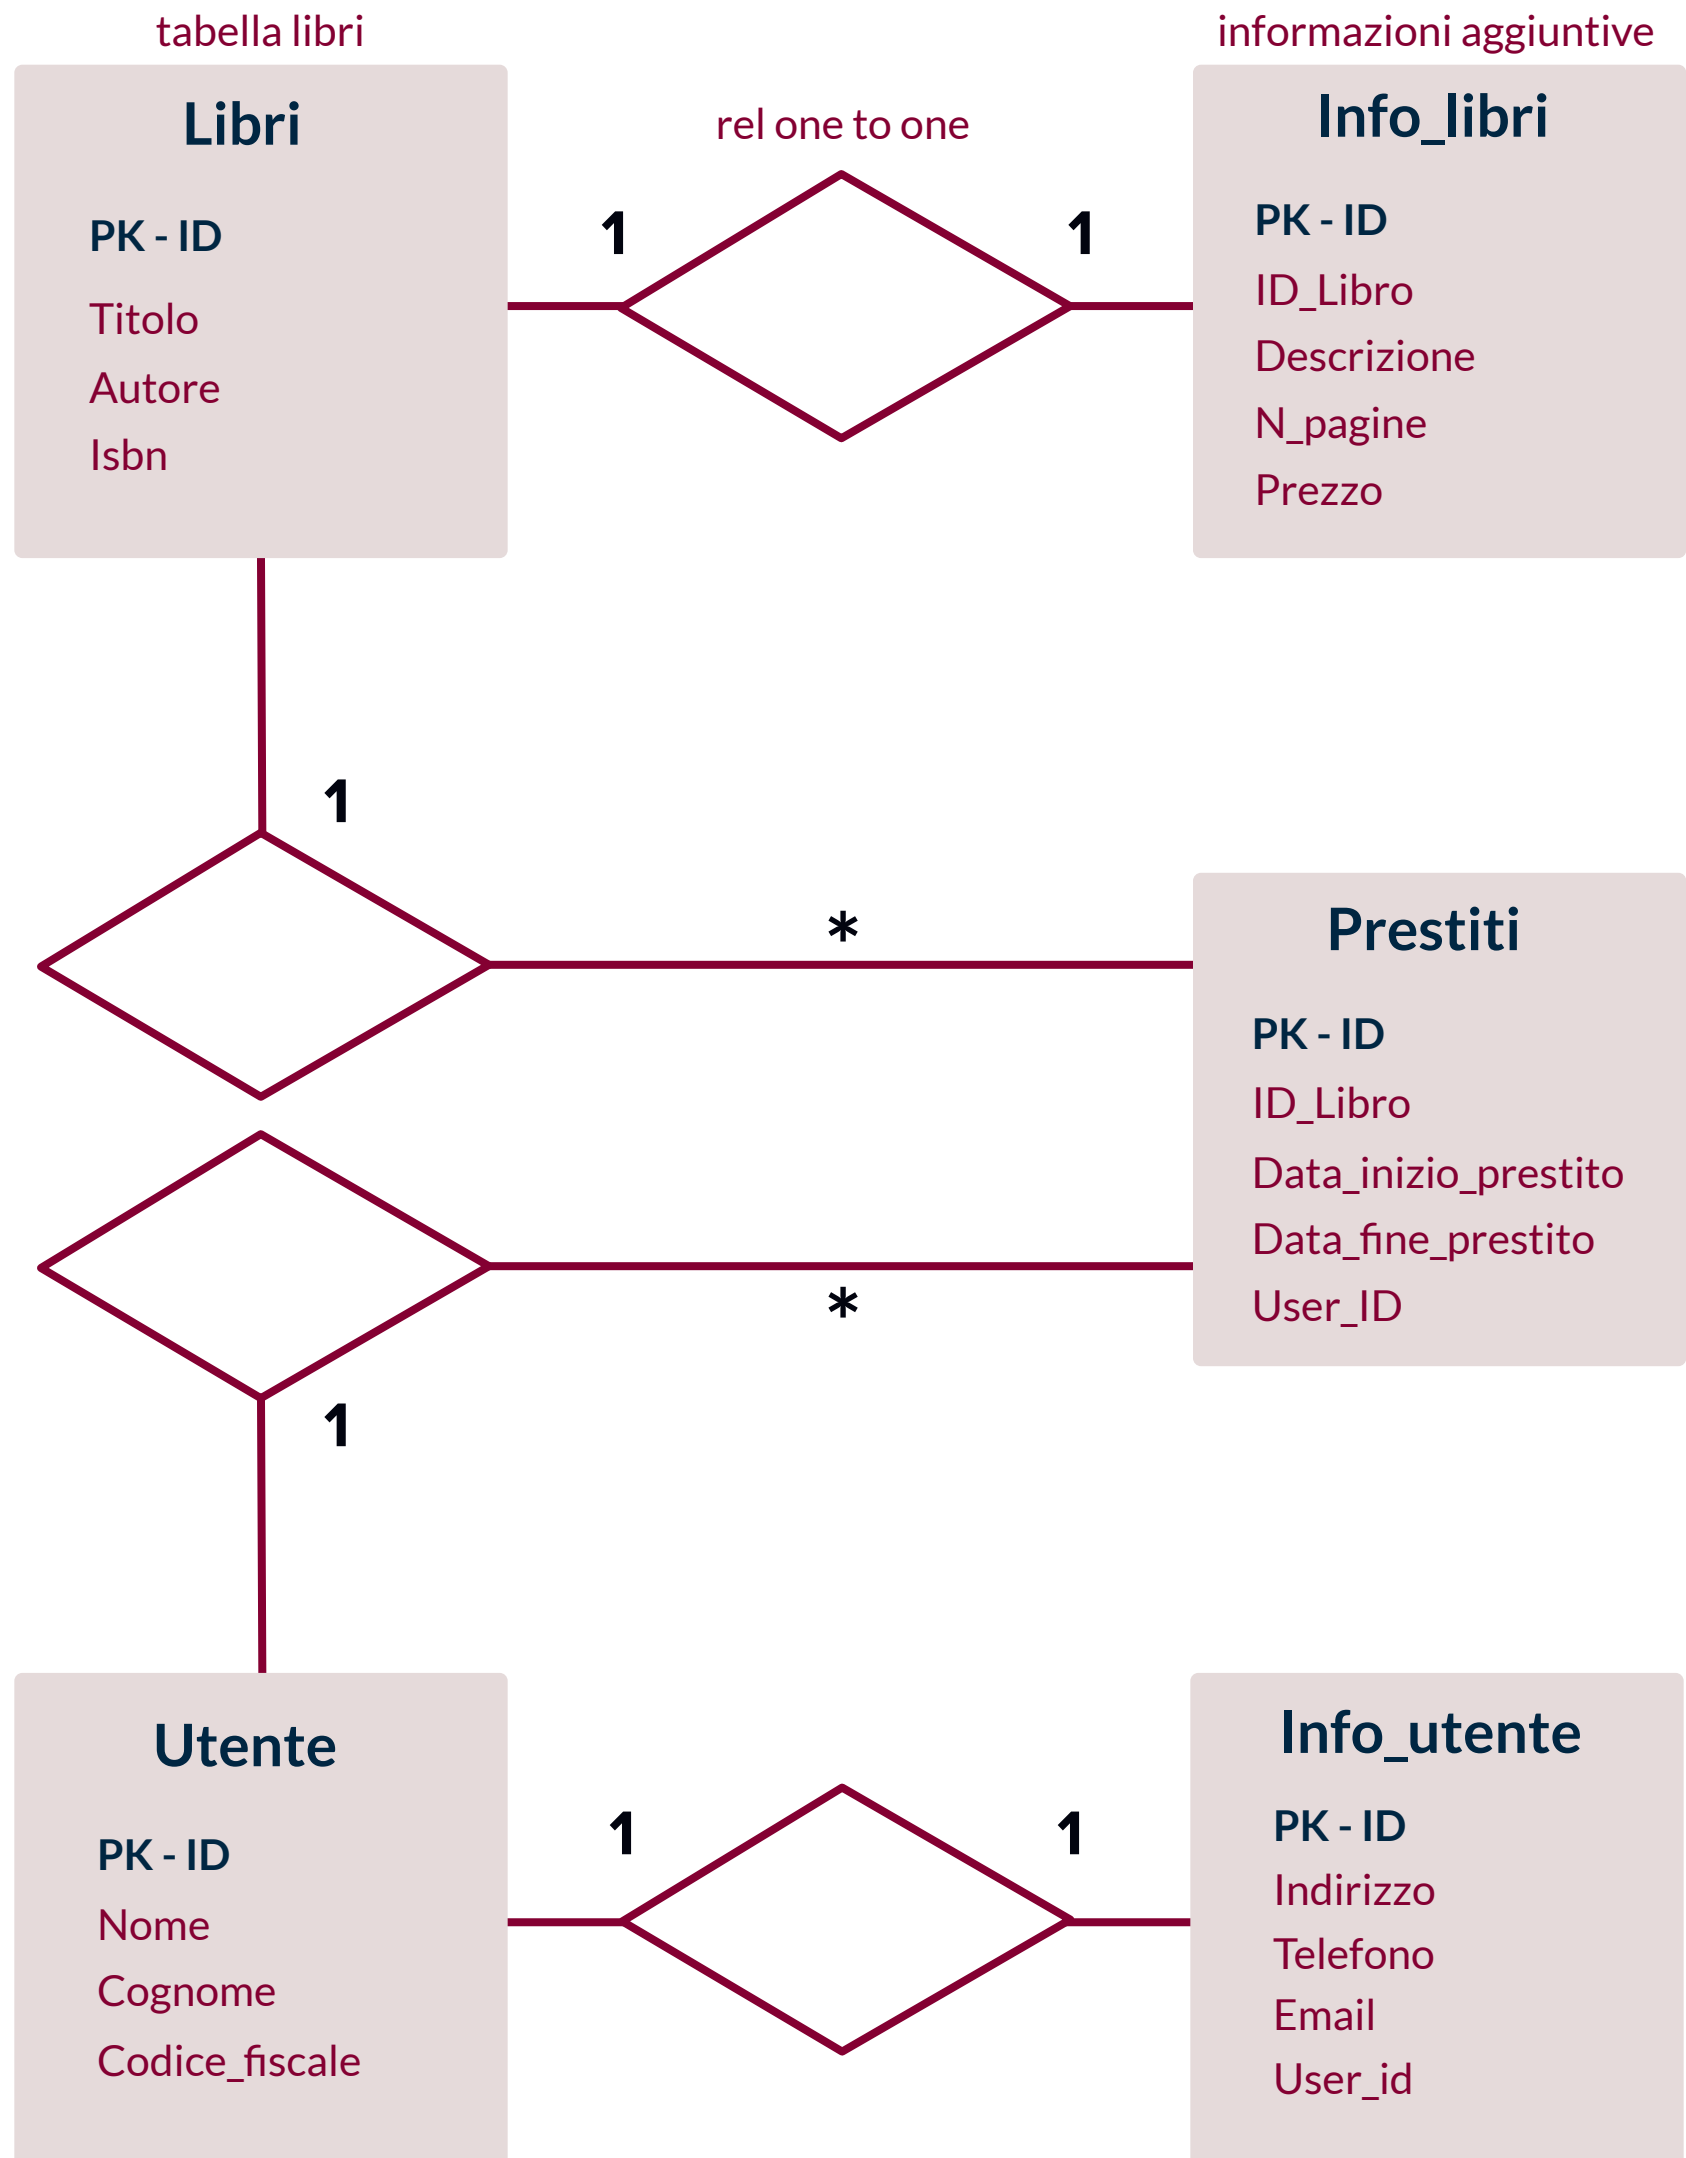 tabella libri
informazioni aggiuntive
Libri
PK - ID
Titolo
Autore
Isbn
rel one to one
1
1
Info_libri
PK - ID
ID_Libro
Descrizione
N_pagine
Prezzo
1
*
*
1
Prestiti
PK - ID
ID_Libro
Data_inizio_prestito
Data_fine_prestito
User_ID
Utente
PK - ID
Nome
Cognome
Codice_fiscale
1
1
Info_utente
PK - ID
Indirizzo
Telefono
Email
User_id